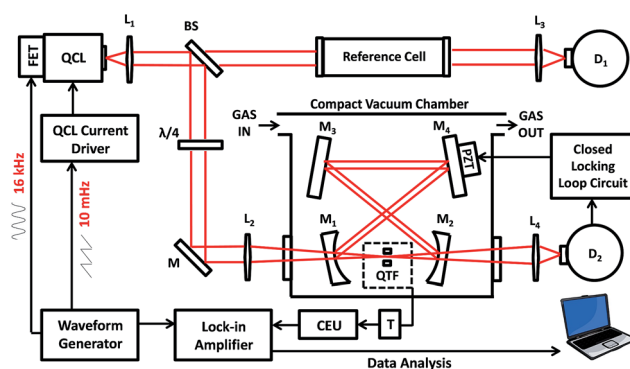 L1
BS
L3
FET
QCL
Reference Cell
D1
GAS
IN
Compact Vacuum Chamber
GAS
OUT
QCL Current
Driver
λ/4
M3
M4
PZT
Closed
Locking
Loop Circuit
16 kHz
10 mHz
L2
M1
M2
L4
M
QTF
D2
Waveform
Generator
Lock-in
Amplifier
CEU
T
Data Analysis